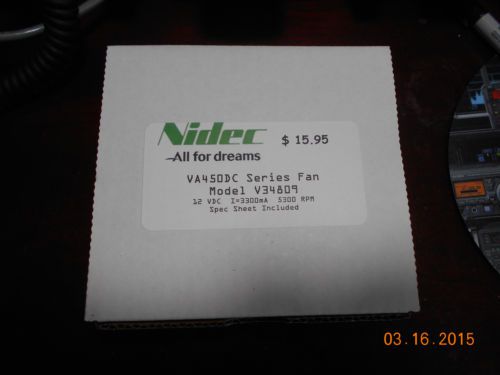 Nidec $ 15.95
All for dreams
VA450DC Series Fan
Model V34809
12 VDC I=3300mA 5300 RPM
Spec Sheet Included
03.16.2015